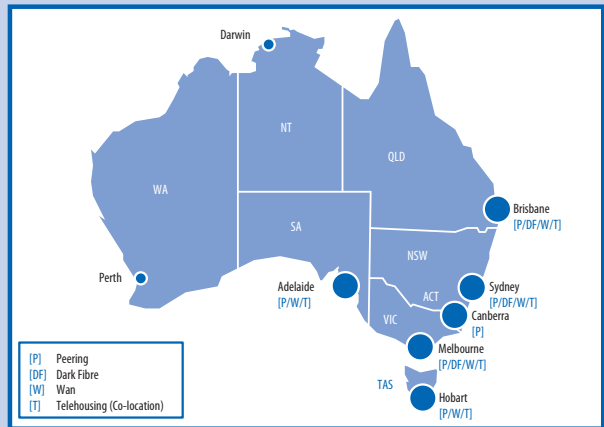 Darwin
NT
QLD
WA
Brisbane
[P/DF/W/T]
SA
NSW
Perth
Adelaide
[P/W/T]
Sydney
[P/DF/W/T]
ACT
Canberra
[P]
VIC
Melbourne
[P/DF/W/T]
TAS
Hobart
[P/W/T]
[P] Peering
[DF] Dark Fibre
[W] Wan
[T] Telehousing (Co-location)